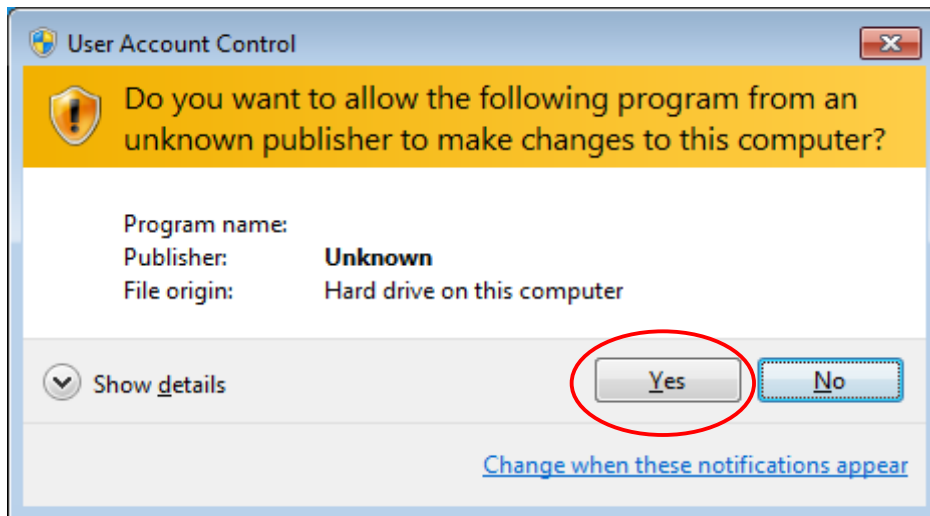 User Account Control
Do you want to allow the following program from an
unknown publisher to make changes to this computer?
Program name:
Publisher: Unknown
File origin: Hard drive on this computer
Show details
Yes
No
Change when these notifications appear